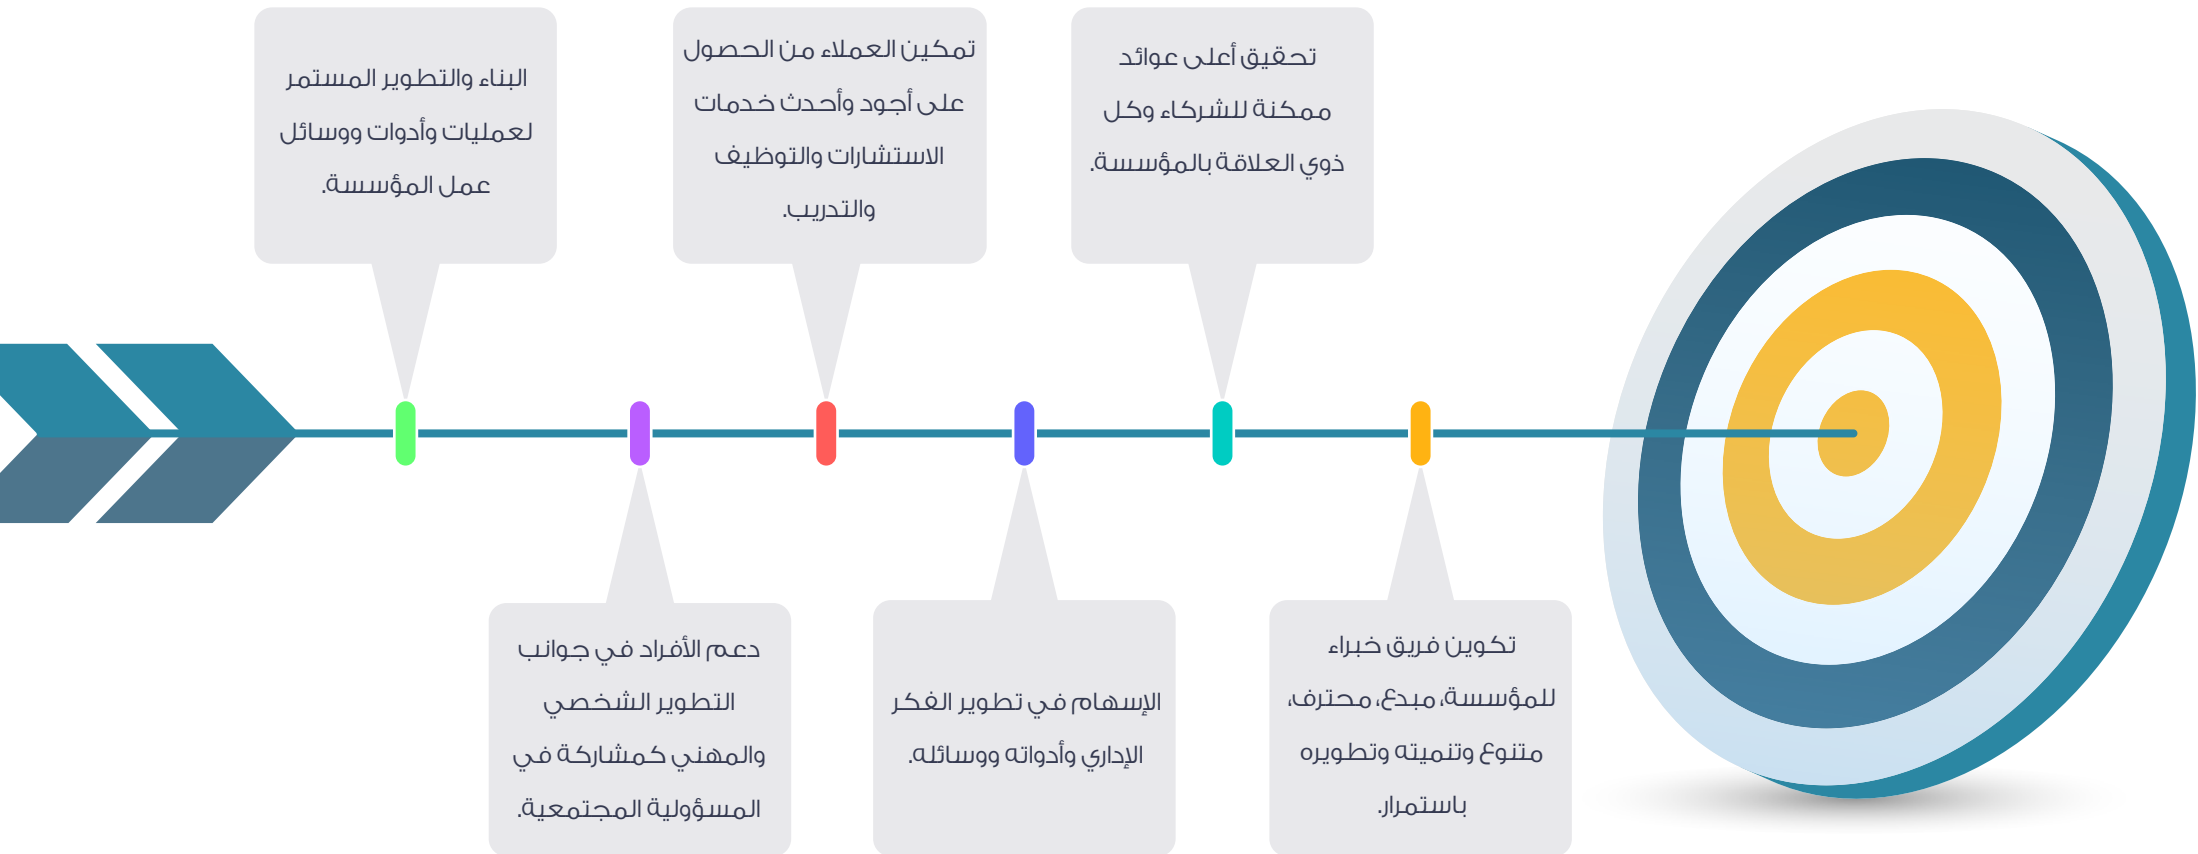 تحقيق أعلى عوائد
ممكنة للشركاء وكل
ذوي العلاقة بالمؤسسة.
تمكين العملاء من الحصول
على أجود وأحدث خدمات
الاستشارات والتوظيف
والتدريب.
البناء والتطوير المستمر
لعمليات وأدوات ووسائل
عمل المؤسسة.
تكوين فريق خبراء
للمؤسسة، مبدع، محترف،
متنوع وتنميته وتطويره
باستمرار.
الإسهام في تطوير الفكر
الإداري وأدواته ووسائله.
دعم الأفراد في جوانب
التطوير الشخصي
والمهني كمشاركة في
المسؤولية المجتمعية.